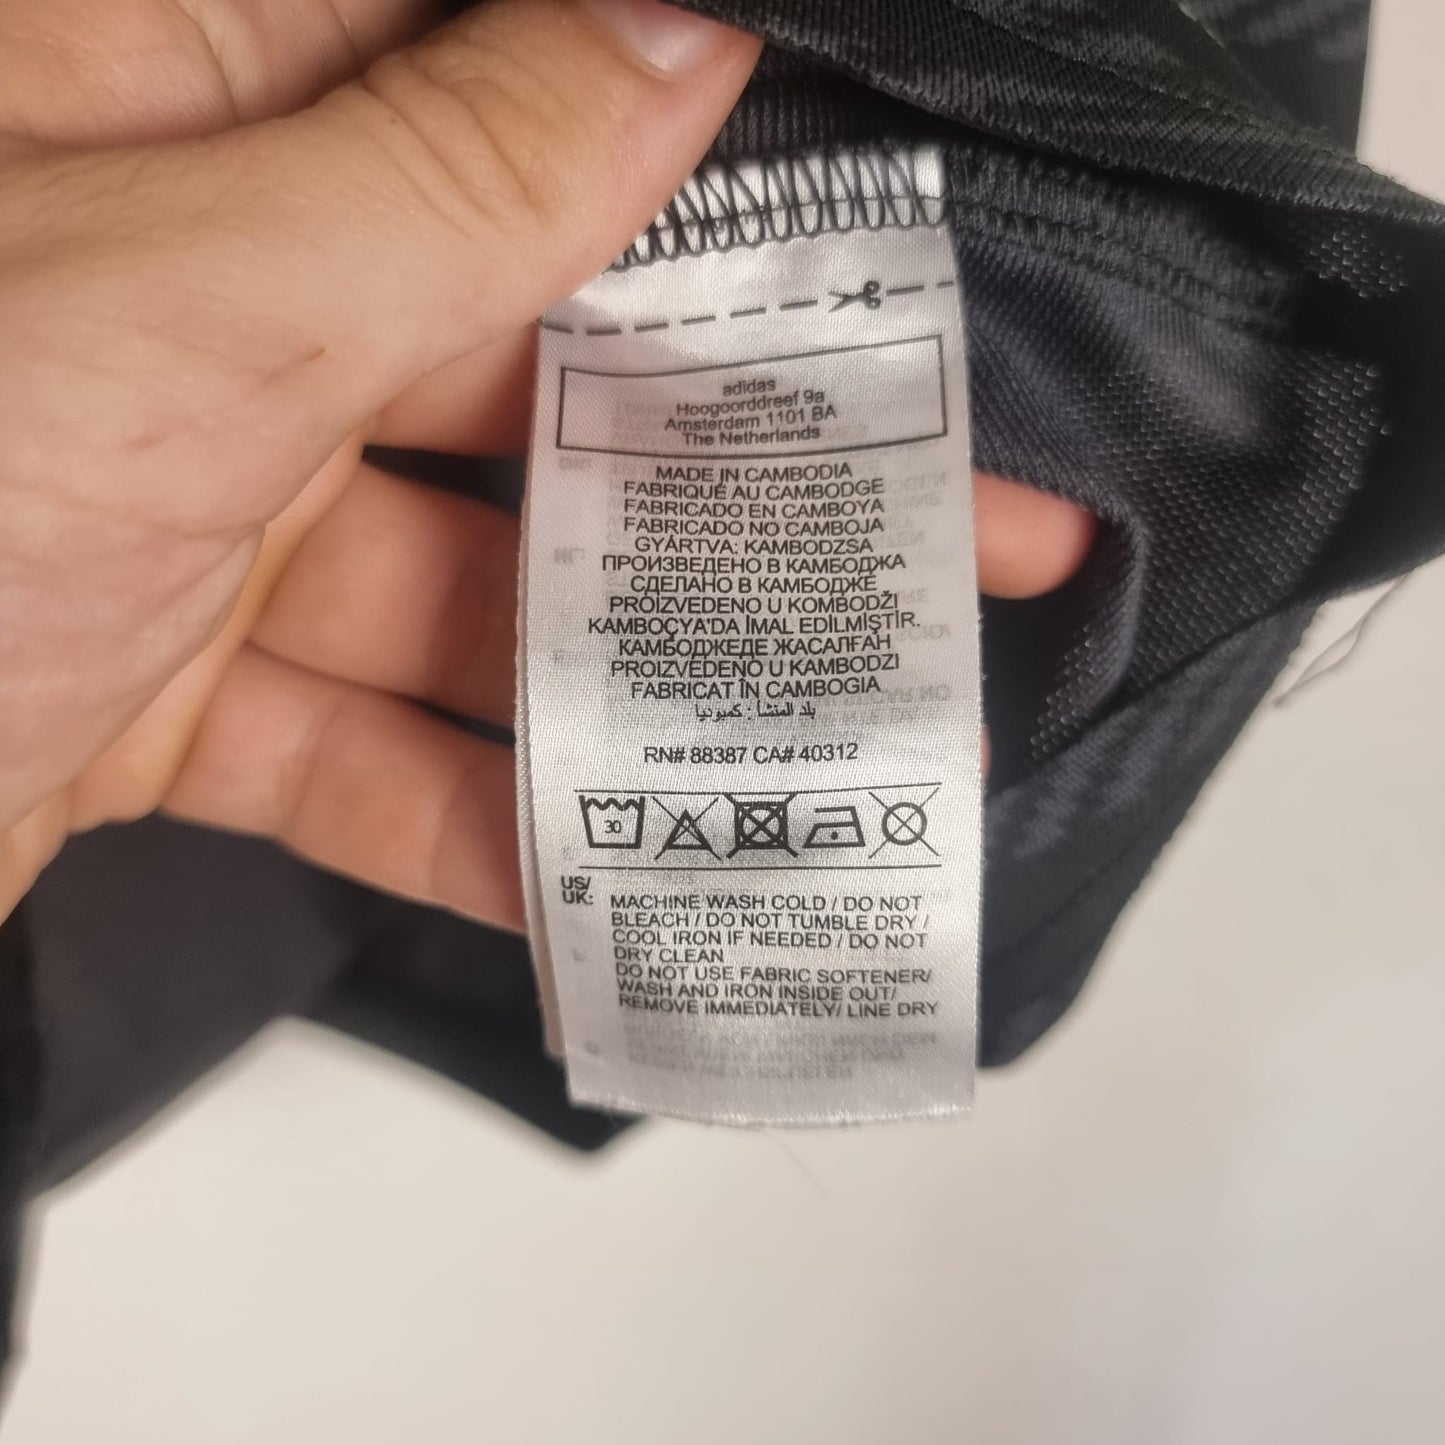 adidas
Hoogoorddreef 9a
Amsterdam 1101 BA
The Netherlands
MADE IN CAMBODIA
FABRIQUÉ AU CAMBODGE
FABRICADO EN CAMBOYA
FABRICADO NO CAMBOJA
GYÁRTVA: KAMBODZSA
ПРОИЗВЕДЕНО В КАМБОДЖА
СДЕЛАНО В КАМБОДЖЕ
PROIZVEDENO U KOMBODŽI
KAMBOÇYA'DA İMAL EDİLMİŞTİR.
КАМБОДЖЕДЕ ЖАСАЛҒАН
PROIZVEDENO U KAMBODZI
FABRICAT ÎN CAMBOGIA
بلد المنشأ : كمبوديا
RN# 88387 CA# 40312
30
US/
UK:
MACHINE WASH COLD / DO NOT
BLEACH / DO NOT TUMBLE DRY /
COOL IRON IF NEEDED / DO NOT
DRY CLEAN
DO NOT USE FABRIC SOFTENER/
WASH AND IRON INSIDE OUT/
REMOVE IMMEDIATELY/ LINE DRY